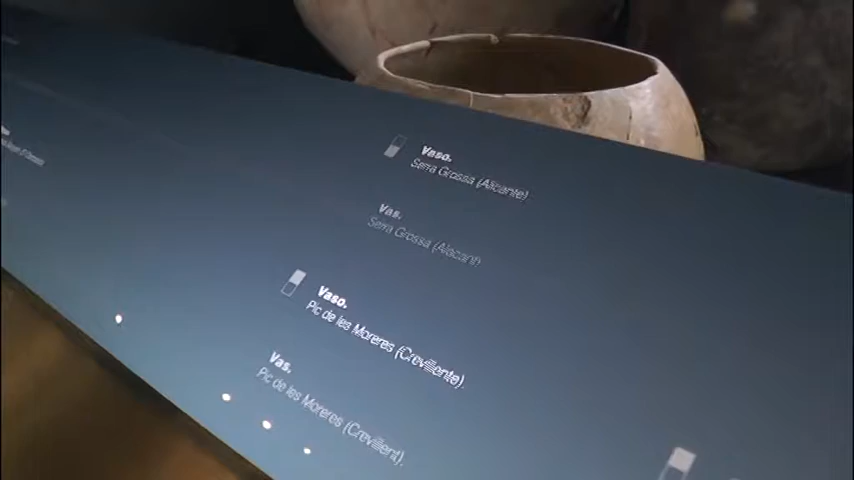 Vaso.
Serra Grossa (Alicante)
Vas.
Serra Grossa (Alacant)
Vaso.
Pic de les Moreres (Crevillente).
Vas.
Pic de les Moreres (Crevillent).